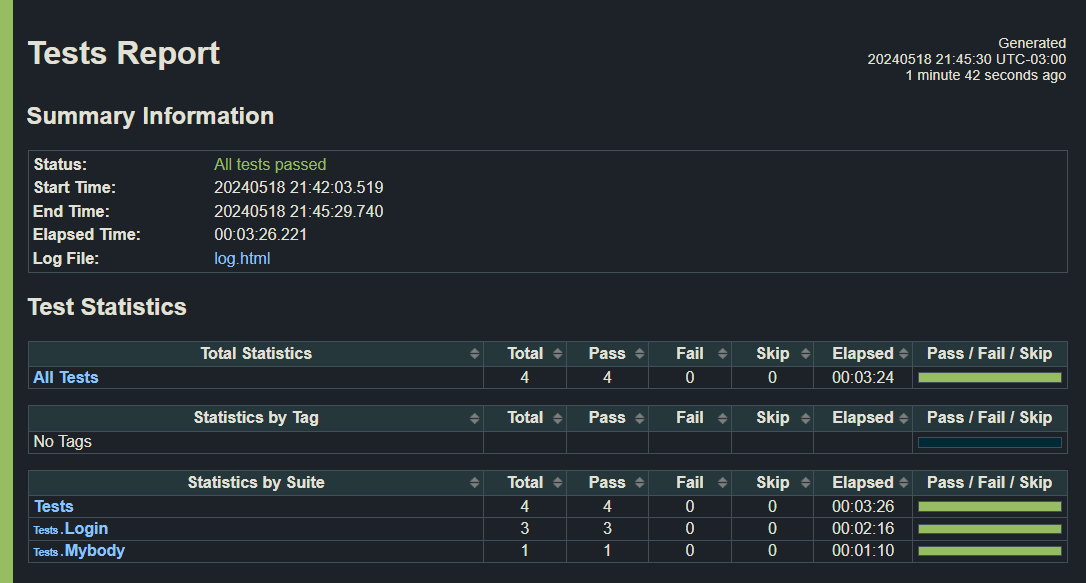 Tests Report
Generated
20240518 21:45:30 UTC-03:00
1 minute 42 seconds ago
Summary Information
Status: All tests passed
Start Time: 20240518 21:42:03.519
End Time: 20240518 21:45:29.740
Elapsed Time: 00:03:26.221
Log File: log.html
Test Statistics
Total Statistics Total Pass Fail Skip Elapsed Pass / Fail / Skip
All Tests 4 4 0 0 00:03:24
Statistics by Tag Total Pass Fail Skip Elapsed Pass / Fail / Skip
No Tags
Statistics by Suite Total Pass Fail Skip Elapsed Pass / Fail / Skip
Tests 4 4 0 0 00:03:26
Tests.Login 3 3 0 0 00:02:16
Tests.Mybody 1 1 0 0 00:01:10